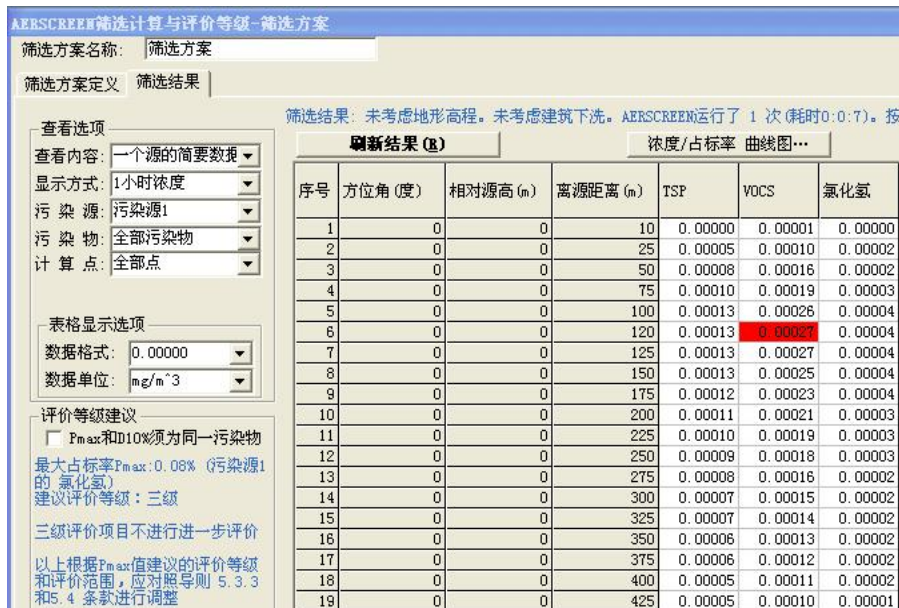 AERSCREEN筛选计算与评价等级-筛选方案
筛选方案名称: 筛选方案
筛选方案定义 筛选结果
筛选结果: 未考虑地形高程。未考虑建筑下洗。AERSCREEN运行了 1 次(耗时0:0:7)。按
刷新结果(R) 浓度/占标率 曲线图…
查看选项
查看内容: 一个源的简要数据
显示方式: 1小时浓度
污 染 源: 污染源1
污 染 物: 全部污染物
计 算 点: 全部点
表格显示选项
数据格式: 0.00000
数据单位: mg/m^3
评价等级建议
Pmax和D10%须为同一污染物
最大占标率Pmax:0.08% (污染源1
的 氯化氢)
建议评价等级: 三级
三级评价项目不进行进一步评价
以上根据Pmax值建议的评价等级
和评价范围, 应对照导则 5.3.3
和5.4 条款进行调整
序号 方位角(度) 相对源高(m) 离源距离(m) TSP VOCS 氯化氢
1 0 0 10 0.00000 0.00001 0.00000
2 0 0 25 0.00005 0.00010 0.00002
3 0 0 50 0.00008 0.00016 0.00002
4 0 0 75 0.00010 0.00019 0.00003
5 0 0 100 0.00013 0.00026 0.00004
6 0 0 120 0.00013 0.00027 0.00004
7 0 0 125 0.00013 0.00027 0.00004
8 0 0 150 0.00013 0.00025 0.00004
9 0 0 175 0.00012 0.00023 0.00004
10 0 0 200 0.00011 0.00021 0.00003
11 0 0 225 0.00010 0.00019 0.00003
12 0 0 250 0.00009 0.00018 0.00003
13 0 0 275 0.00008 0.00016 0.00002
14 0 0 300 0.00007 0.00015 0.00002
15 0 0 325 0.00007 0.00014 0.00002
16 0 0 350 0.00006 0.00013 0.00002
17 0 0 375 0.00006 0.00012 0.00002
18 0 0 400 0.00005 0.00011 0.00002
19 0 0 425 0.00005 0.00010 0.00001